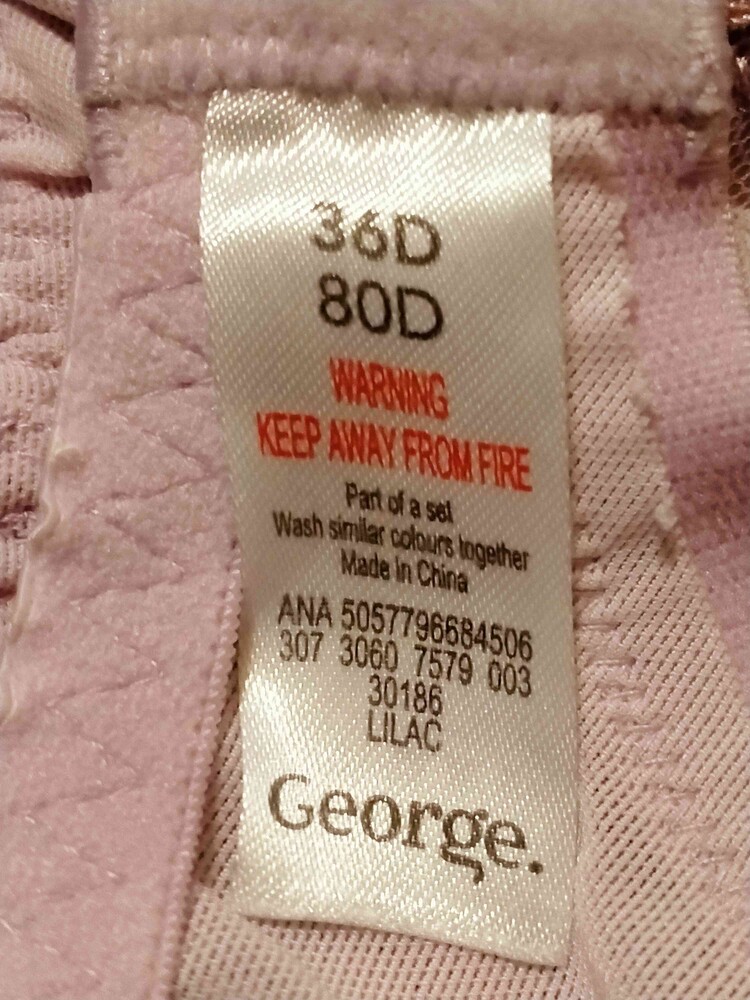 36D
80D
WARNING
KEEP AWAY FROM FIRE
Part of a set
Wash similar colours together
Made In China
ANA 5057796684506
307 3060 7579 003
30186
LILAC
George.